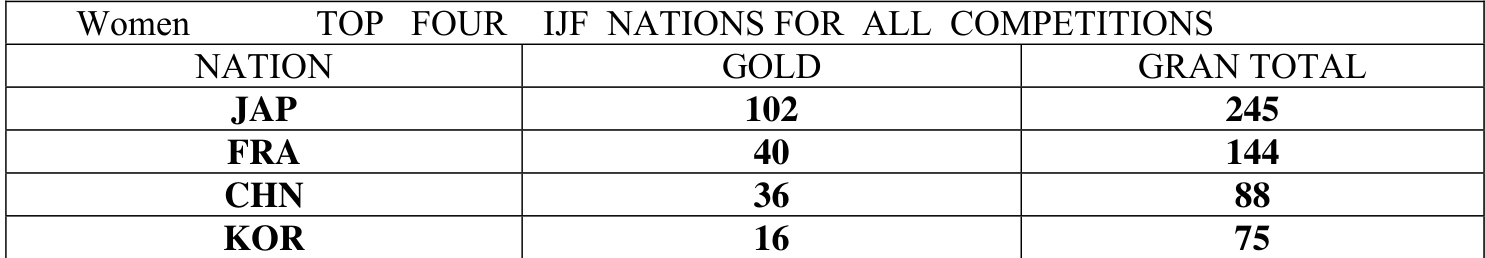 Women TOP FOUR IJF NATIONS FOR ALL COMPETITIONS
NATION GOLD GRAN TOTAL
JAP 102 245
FRA 40 144
CHN 36 88
KOR 16 75